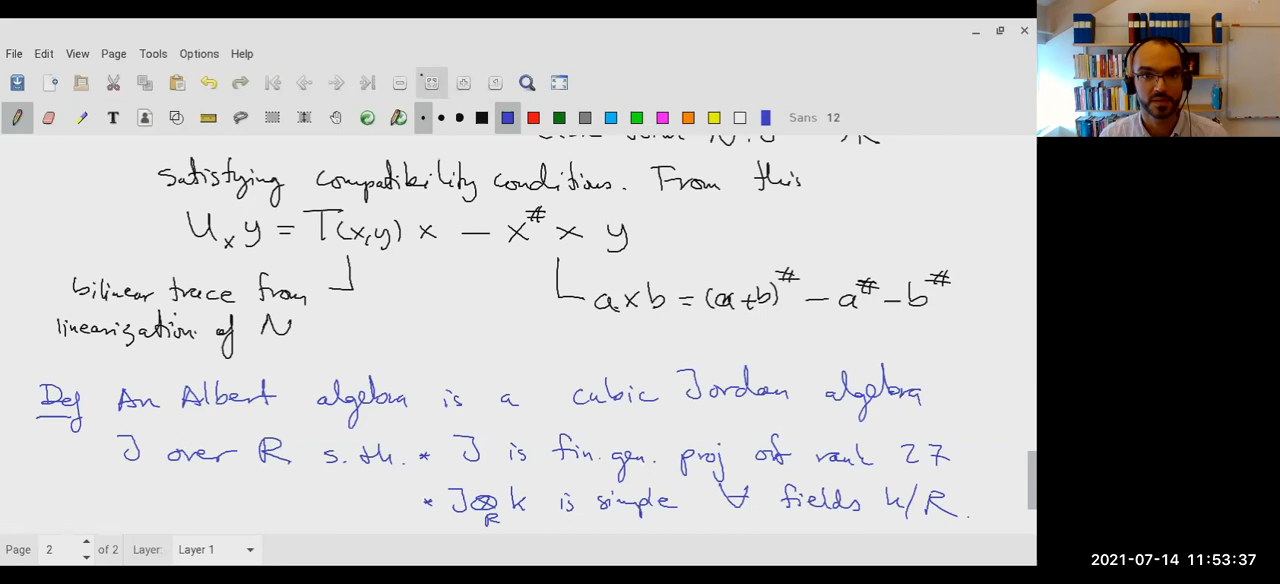 File Edit View Page Tools Options Help
Sans 12
N:
R
satisfying compatibility conditions. From this
U_x y = T(x,y) x — x^# × y
bilinear trace from
linearization of N
a×b = (a+b)^# – a^# – b^#
Def An Albert algebra is a cubic Jordan algebra
J over R s.th. * J is fin. gen. proj of rank 27
* J⊗_R k is simple ∀ fields k/R.
Page 2 of 2 Layer: Layer 1
2021-07-14 11:53:37